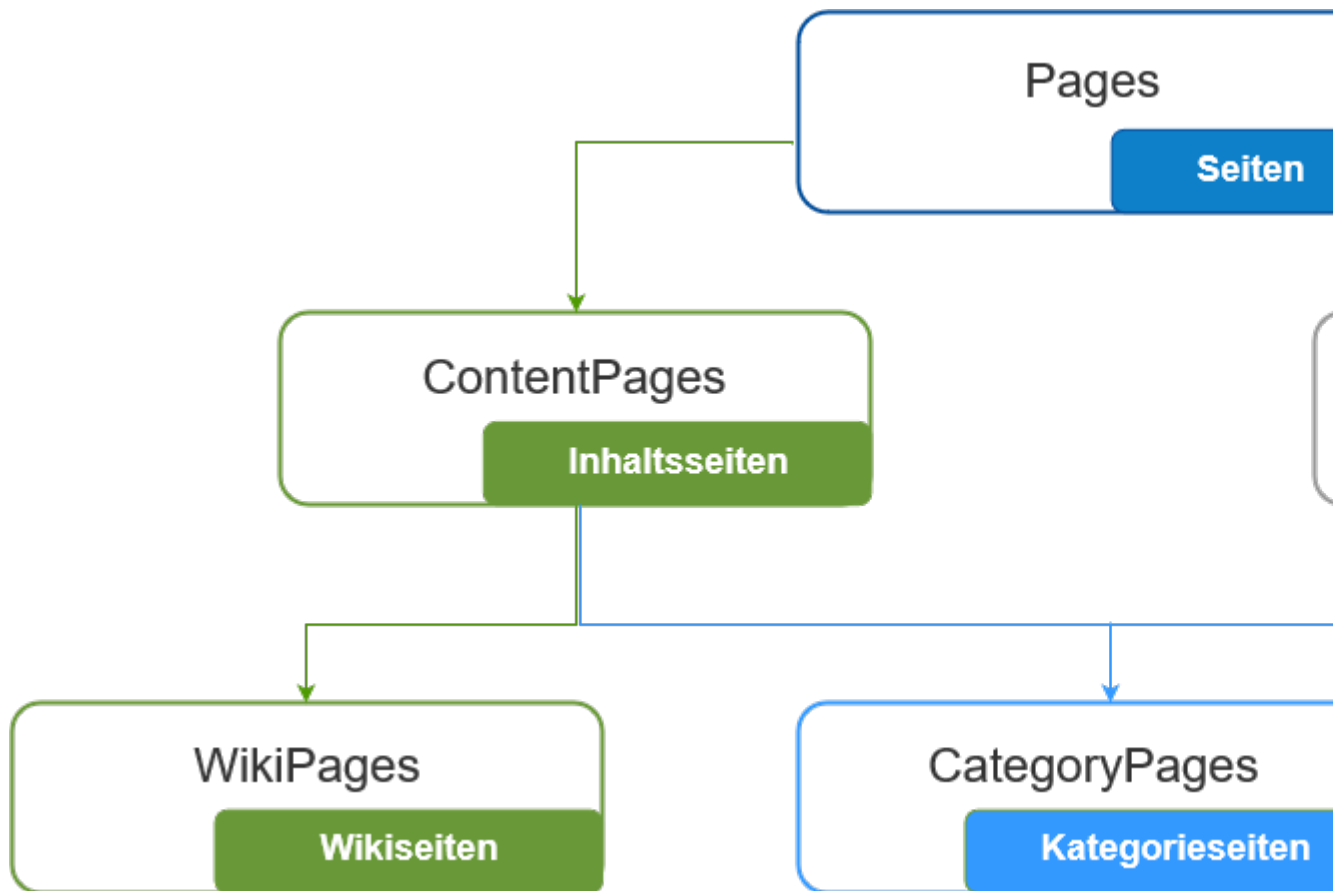 Pages
Seiten
ContentPages
Inhaltsseiten
WikiPages
Wikiseiten
CategoryPages
Kategorieseiten